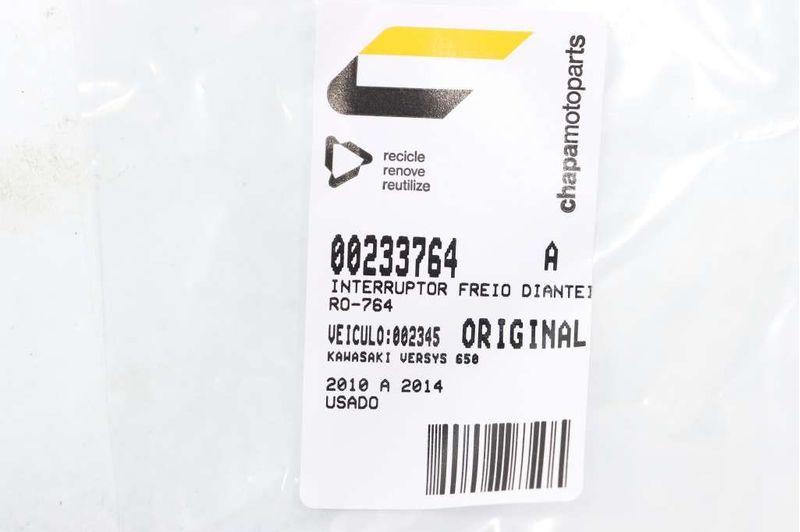 chapamotoparts
recicle
renove
reutilize
00233764 A
INTERRUPTOR FREIO DIANTEI
RO-764
VEICULO:002345 ORIGINAL
KAWASAKI VERSYS 650
2010 A 2014
USADO